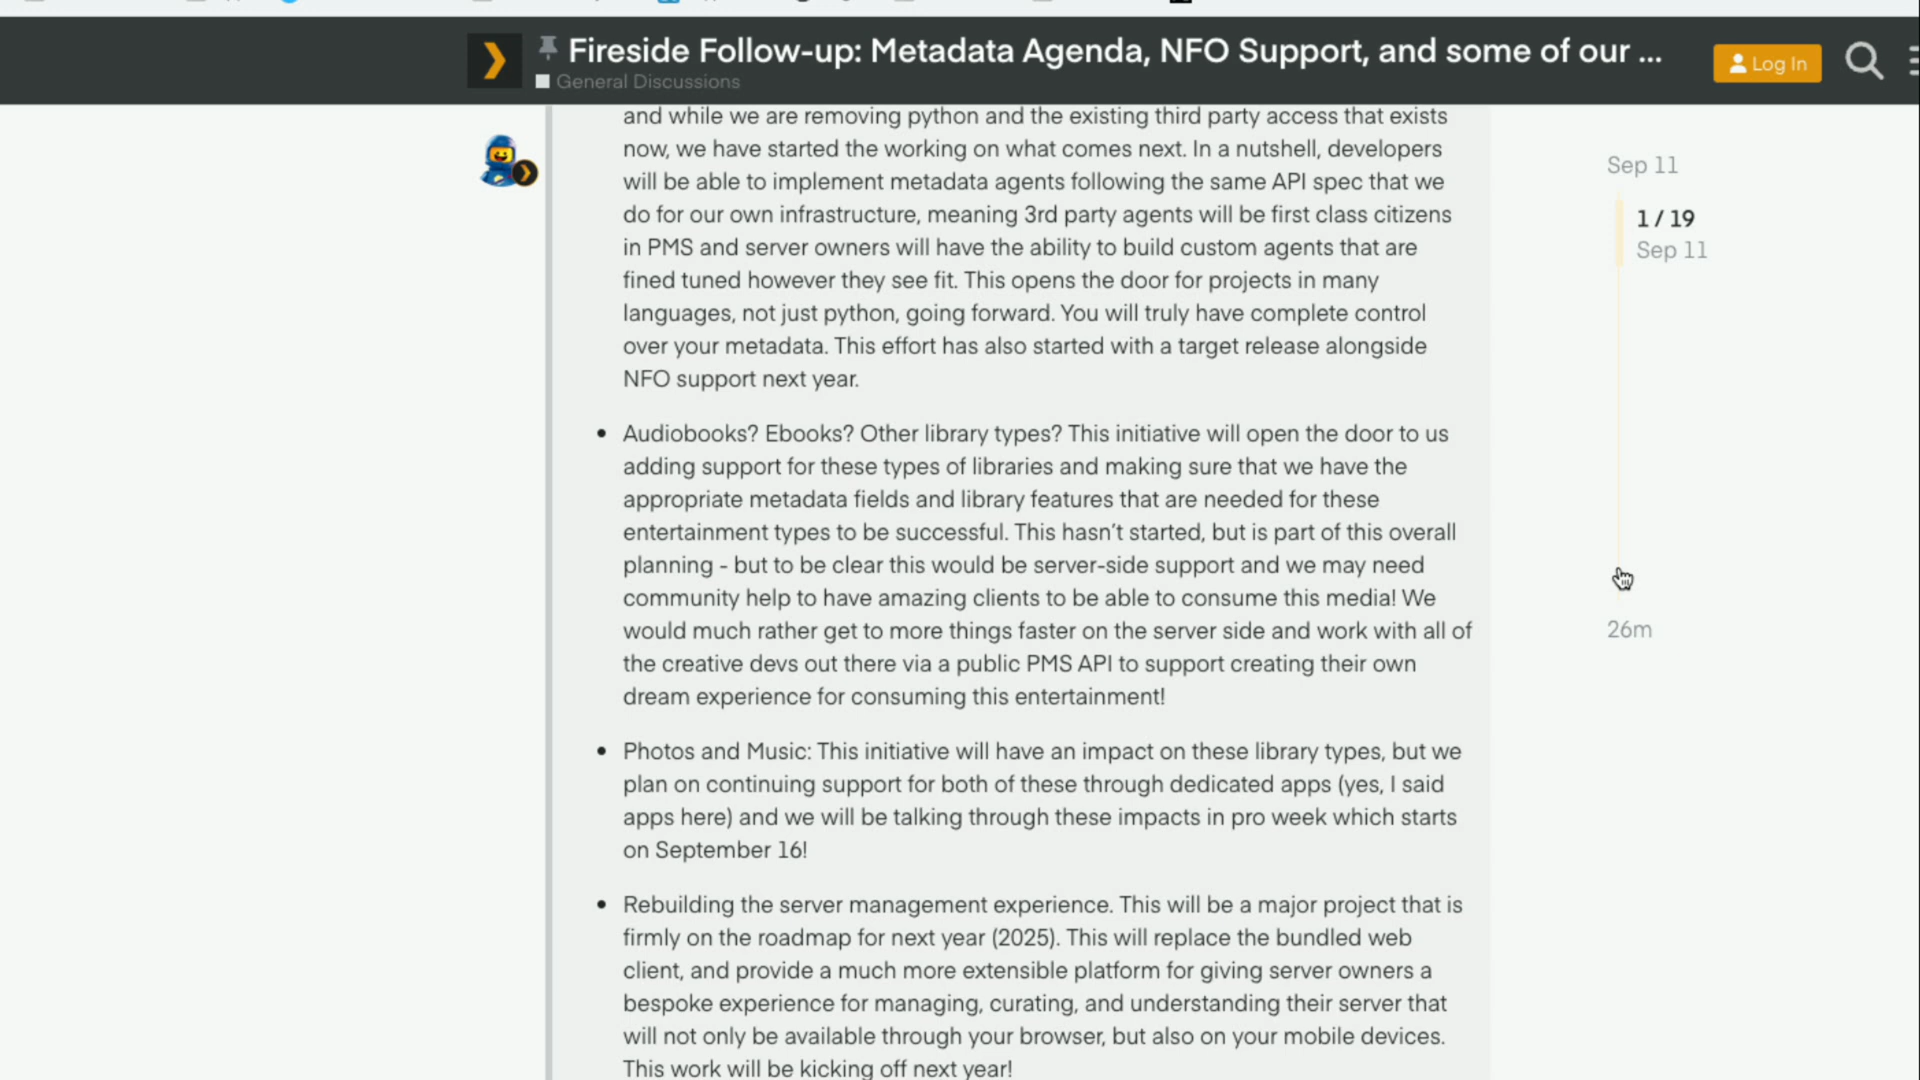 Fireside Follow-up: Metadata Agenda, NFO Support, and some of our ...
General Discussions
Log In
and while we are removing python and the existing third party access that exists
now, we have started the working on what comes next. In a nutshell, developers
will be able to implement metadata agents following the same API spec that we
do for our own infrastructure, meaning 3rd party agents will be first class citizens
in PMS and server owners will have the ability to build custom agents that are
fined tuned however they see fit. This opens the door for projects in many
languages, not just python, going forward. You will truly have complete control
over your metadata. This effort has also started with a target release alongside
NFO support next year.
• Audiobooks? Ebooks? Other library types? This initiative will open the door to us
adding support for these types of libraries and making sure that we have the
appropriate metadata fields and library features that are needed for these
entertainment types to be successful. This hasn't started, but is part of this overall
planning - but to be clear this would be server-side support and we may need
community help to have amazing clients to be able to consume this media! We
would much rather get to more things faster on the server side and work with all of
the creative devs out there via a public PMS API to support creating their own
dream experience for consuming this entertainment!
• Photos and Music: This initiative will have an impact on these library types, but we
plan on continuing support for both of these through dedicated apps (yes, I said
apps here) and we will be talking through these impacts in pro week which starts
on September 16!
• Rebuilding the server management experience. This will be a major project that is
firmly on the roadmap for next year (2025). This will replace the bundled web
client, and provide a much more extensible platform for giving server owners a
bespoke experience for managing, curating, and understanding their server that
will not only be available through your browser, but also on your mobile devices.
This work will be kicking off next year!
Sep 11
1 / 19
Sep 11
26m